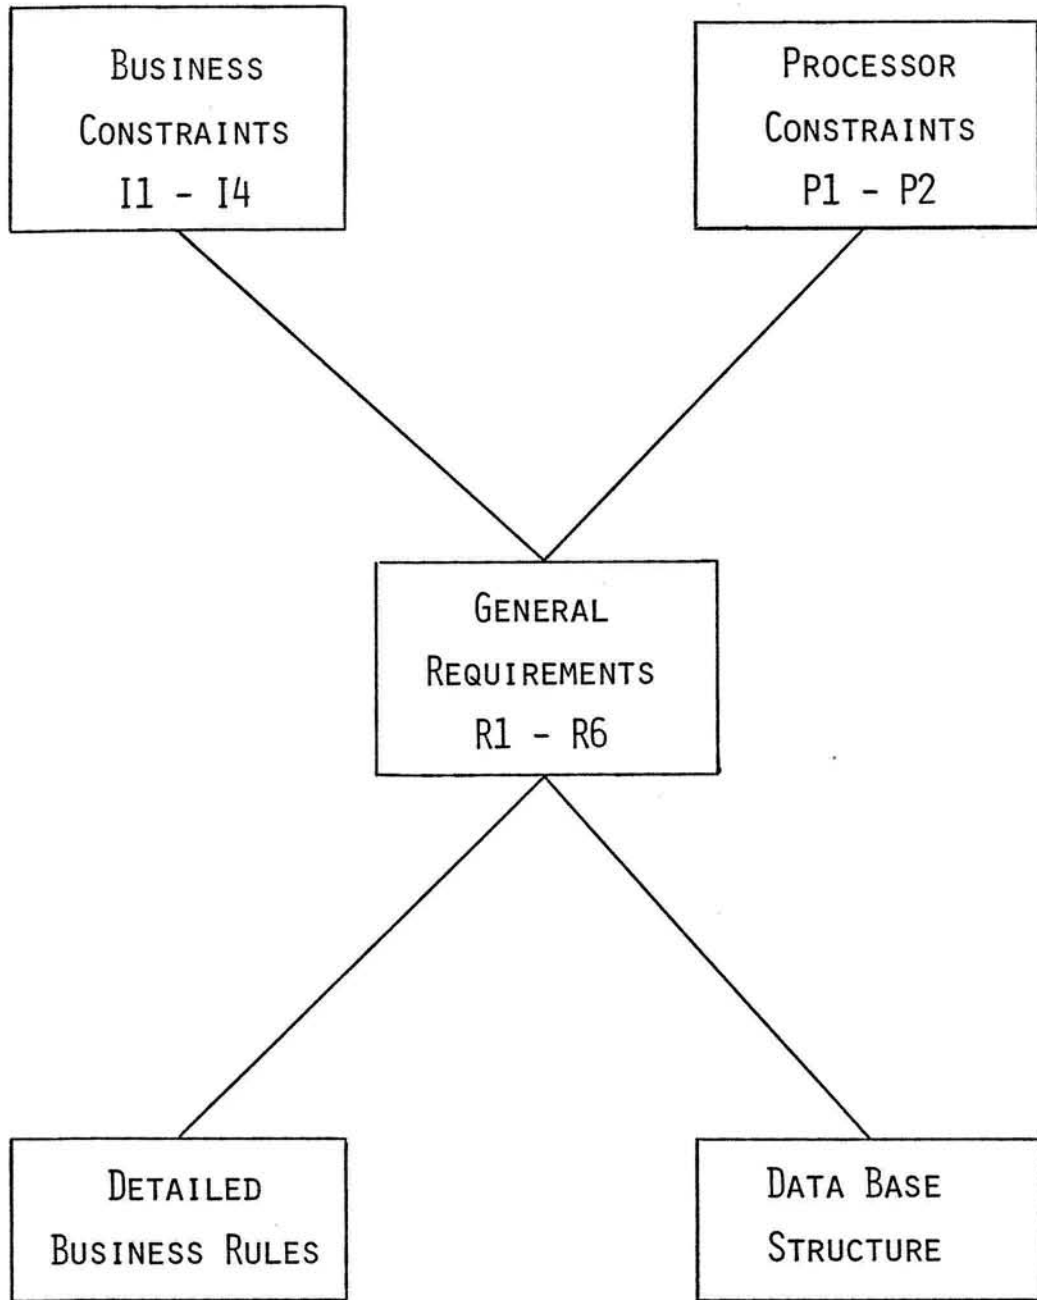 BUSINESS
CONSTRAINTS
I1 - I4
PROCESSOR
CONSTRAINTS
P1 - P2
GENERAL
REQUIREMENTS
R1 - R6
DETAILED
BUSINESS RULES
DATA BASE
STRUCTURE